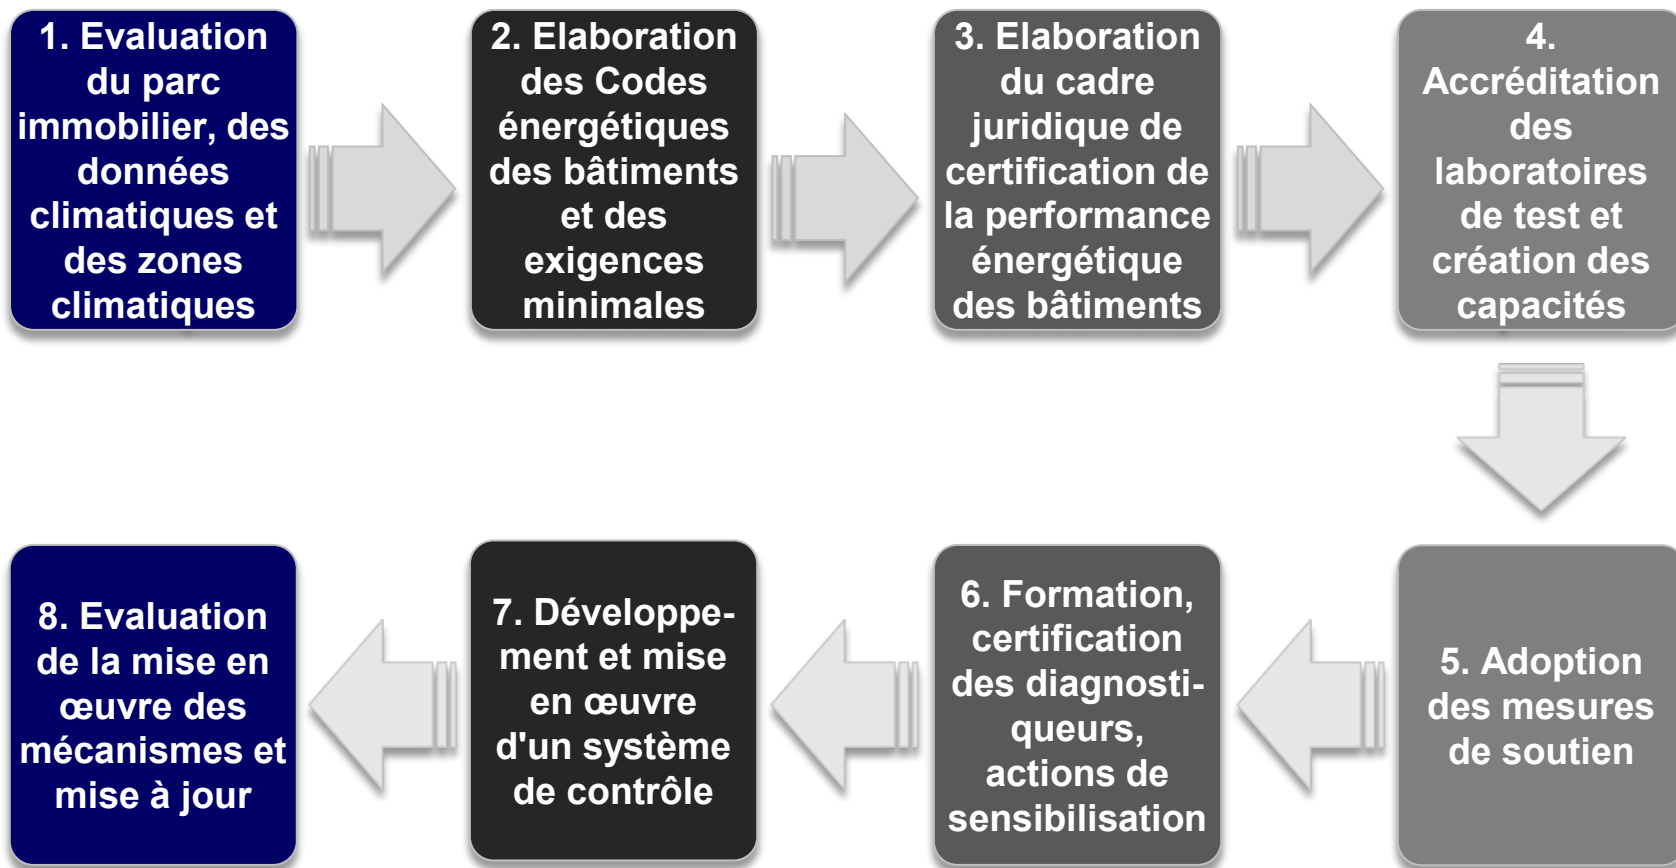 1. Evaluation
du parc
immobilier, des
données
climatiques et
des zones
climatiques
2. Elaboration
des Codes
énergétiques
des bâtiments
et des
exigences
minimales
3. Elaboration
du cadre
juridique de
certification de
la performance
énergétique
des bâtiments
4.
Accréditation
des
laboratoires
de test et
création des
capacités
5. Adoption
des mesures
de soutien
6. Formation,
certification
des diagnosti-
queurs,
actions de
sensibilisation
7. Développe-
ment et mise
en œuvre
d'un système
de contrôle
8. Evaluation
de la mise en
œuvre des
mécanismes et
mise à jour